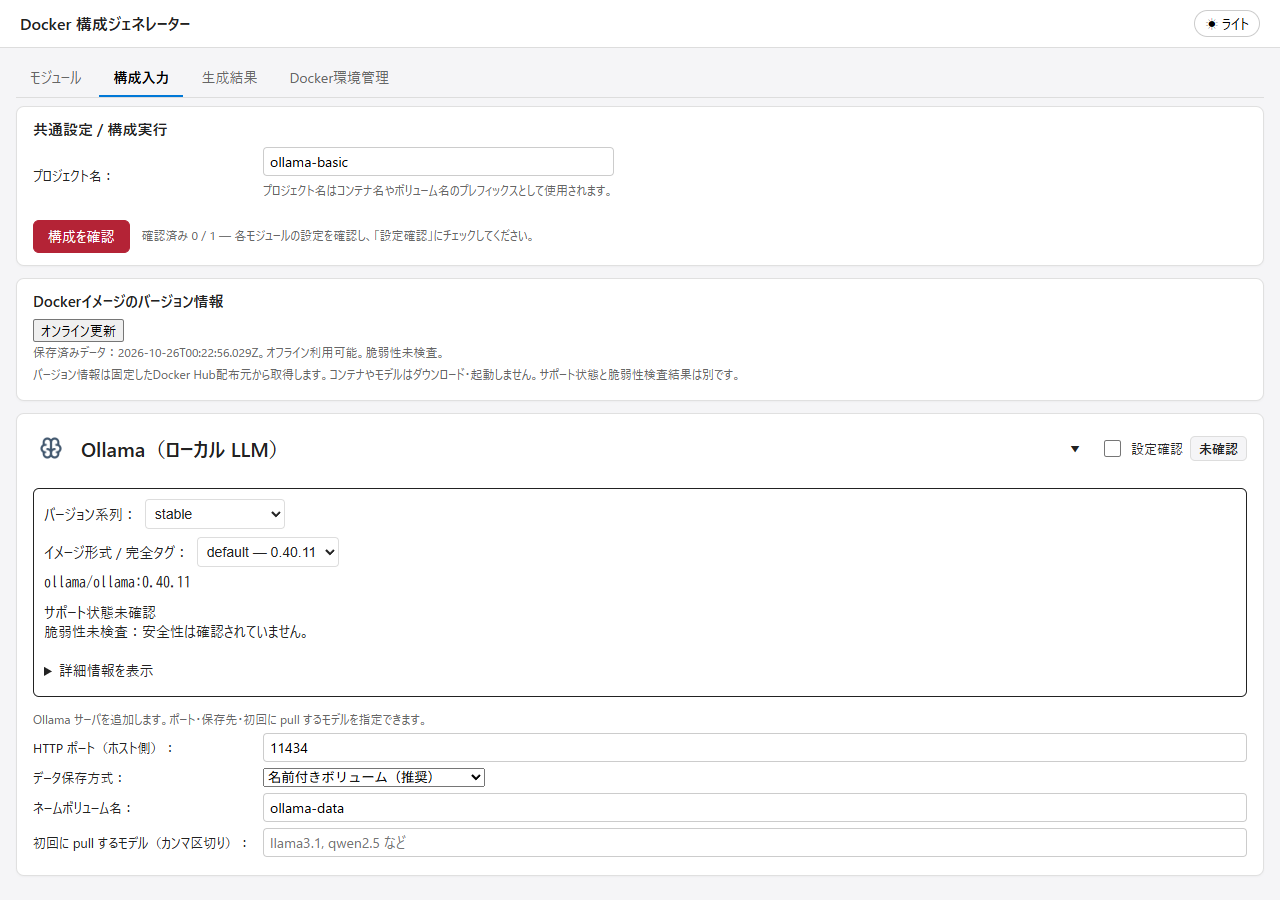 Docker 構成ジェネレーター
ライト
モジュール 構成入力 生成結果 Docker環境管理
共通設定 / 構成実行
プロジェクト名：
ollama-basic
プロジェクト名はコンテナ名やボリューム名のプレフィックスとして使用されます。
構成を確認 確認済み 0 / 1 — 各モジュールの設定を確認し、「設定確認」にチェックしてください。
Dockerイメージのバージョン情報
オンライン更新
保存済みデータ：2026-10-26T00:22:56.029Z。オフライン利用可能。脆弱性未検査。
バージョン情報は固定したDocker Hub配布元から取得します。コンテナやモデルはダウンロード・起動しません。サポート状態と脆弱性検査結果は別です。
Ollama（ローカル LLM）
▼ 設定確認 未確認
バージョン系列： stable
イメージ形式 / 完全タグ： default — 0.40.11
ollama/ollama:0.40.11
サポート状態未確認
脆弱性未検査：安全性は確認されていません。
▶ 詳細情報を表示
Ollama サーバを追加します。ポート・保存先・初回に pull するモデルを指定できます。
HTTP ポート（ホスト側）： 11434
データ保存方式： 名前付きボリューム（推奨）
ネームボリューム名： ollama-data
初回に pull するモデル（カンマ区切り）： llama3.1, qwen2.5 など